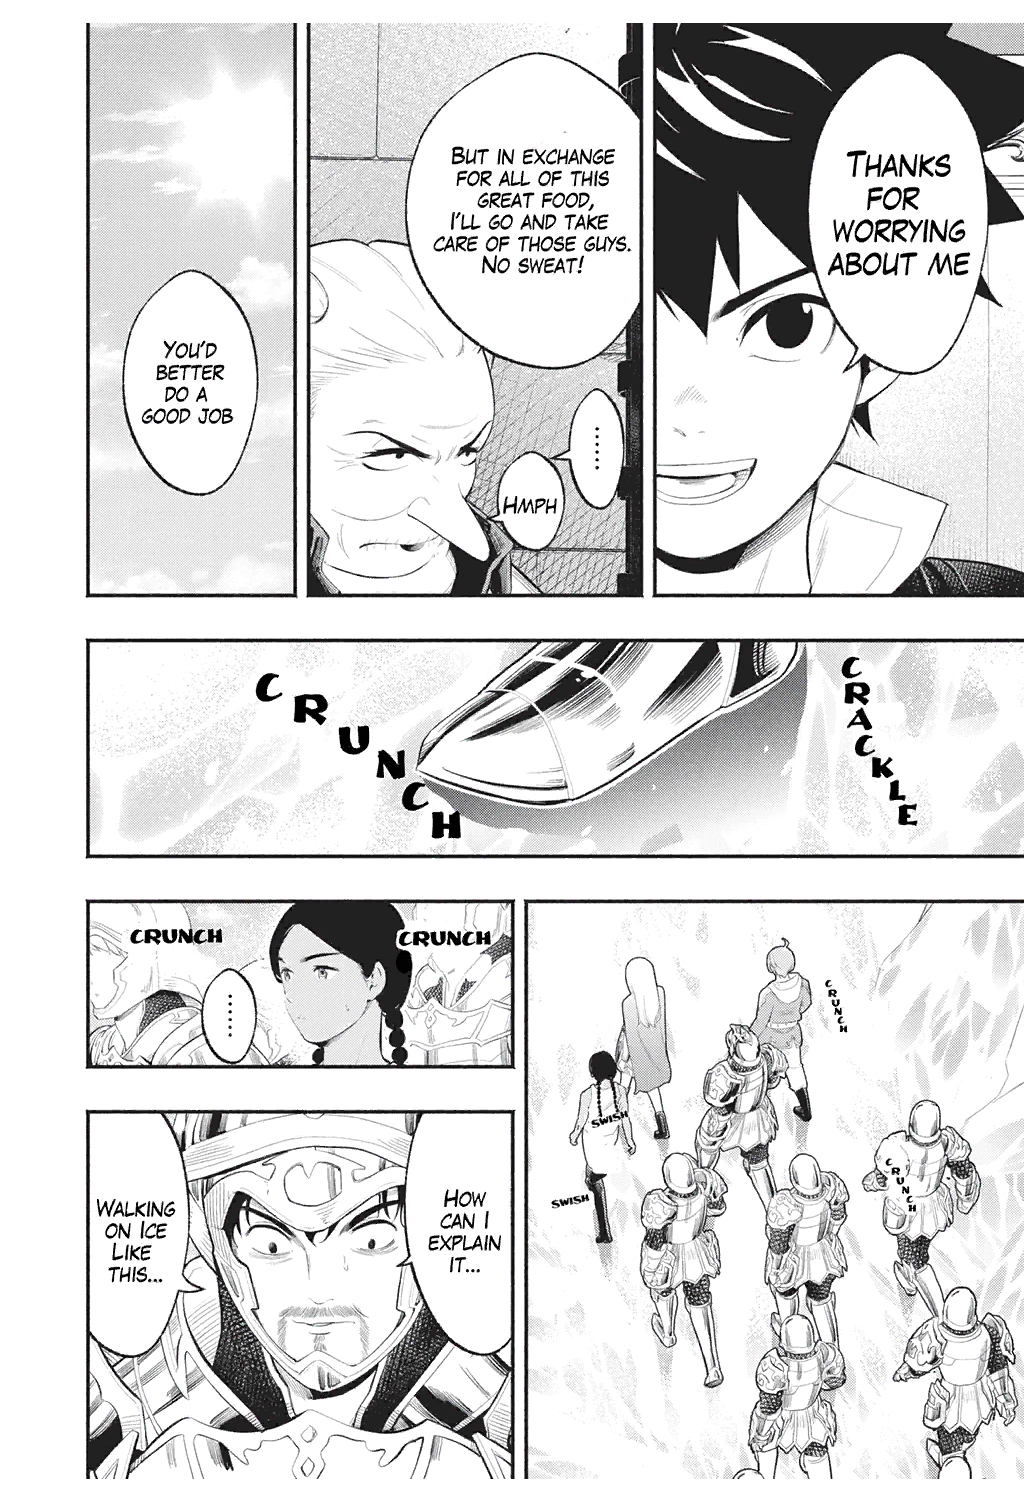 THANKS
FOR
WORRYING
ABOUT ME
BUT IN EXCHANGE
FOR ALL OF THIS
GREAT FOOD,
I'LL GO AND TAKE
CARE OF THOSE GUYS.
NO SWEAT!
......
HMPH
YOU'D
BETTER
DO A
GOOD JOB
CRACKLE
CRUNCH
CRUNCH
SWISH
SWISH
CRUNCH
CRUNCH
CRUNCH
......
HOW
CAN I
EXPLAIN
IT...
WALKING
ON ICE
LIKE
THIS...